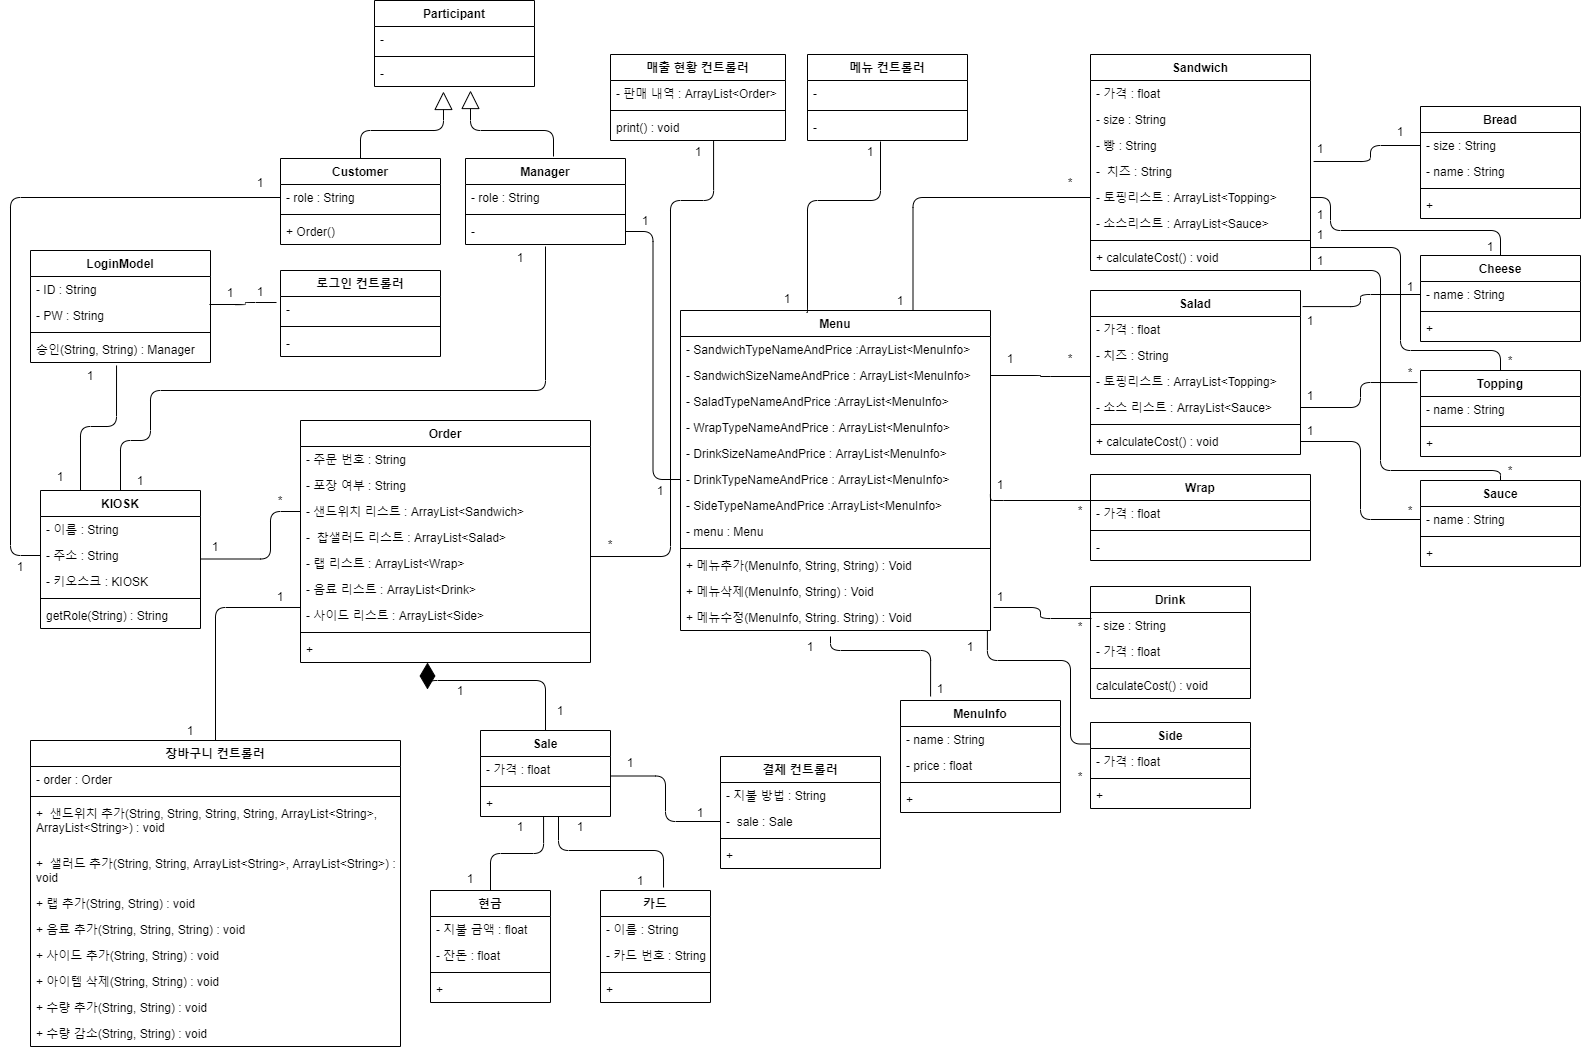 Participant
-
-
매출 현황 컨트롤러
- 판매 내역 : ArrayList<Order>
print() : void
메뉴 컨트롤러
-
-
Sandwich
- 가격 : float
- size : String
- 빵 : String
- 치즈 : String
- 토핑리스트 : ArrayList<Topping>
- 소스리스트 : ArrayList<Sauce>
+ calculateCost() : void
Bread
- size : String
- name : String
+
Customer
- role : String
+ Order()
Manager
- role : String
-
LoginModel
- ID : String
- PW : String
승인(String, String) : Manager
로그인 컨트롤러
-
-
Menu
- SandwichTypeNameAndPrice :ArrayList<MenuInfo>
- SandwichSizeNameAndPrice : ArrayList<MenuInfo>
- SaladTypeNameAndPrice :ArrayList<MenuInfo>
- WrapTypeNameAndPrice : ArrayList<MenuInfo>
- DrinkSizeNameAndPrice : ArrayList<MenuInfo>
- DrinkTypeNameAndPrice : ArrayList<MenuInfo>
- SideTypeNameAndPrice : ArrayList<MenuInfo>
- menu : Menu
+ 메뉴추가(MenuInfo, String, String) : Void
+ 메뉴삭제(MenuInfo, String) : Void
+ 메뉴수정(MenuInfo, String. String) : Void
Salad
- 가격 : float
- 치즈 : String
- 토핑리스트 : ArrayList<Topping>
- 소스 리스트 : ArrayList<Sauce>
+ calculateCost() : void
Cheese
- name : String
+
Topping
- name : String
+
Sauce
- name : String
+
Wrap
- 가격 : float
-
Drink
- size : String
- 가격 : float
calculateCost() : void
Side
- 가격 : float
+
MenuInfo
- name : String
- price : float
+
Order
- 주문 번호 : String
- 포장 여부 : String
- 샌드위치 리스트 : ArrayList<Sandwich>
- 찹샐러드 리스트 : ArrayList<Salad>
- 랩 리스트 : ArrayList<Wrap>
- 음료 리스트 : ArrayList<Drink>
- 사이드 리스트 : ArrayList<Side>
+
KIOSK
- 이름 : String
- 주소 : String
- 키오스크 : KIOSK
getRole(String) : String
장바구니 컨트롤러
- order : Order
+ 샌드위치 추가(String, String, String, String, ArrayList<String>,
ArrayList<String>) : void
+ 샐러드 추가(String, String, ArrayList<String>, ArrayList<String>) :
void
+ 랩 추가(String, String) : void
+ 음료 추가(String, String, String) : void
+ 사이드 추가(String, String) : void
+ 아이템 삭제(String, String) : void
+ 수량 추가(String, String) : void
+ 수량 감소(String, String) : void
Sale
- 가격 : float
+
결제 컨트롤러
- 지불 방법 : String
- sale : Sale
+
현금
- 지불 금액 : float
- 잔돈 : float
+
카드
- 이름 : String
- 카드 번호 : String
+
1
1
1
1
1
1
1
1
1
1
1
1
*
1
*
1
1
1
1
1
*
1
1
*
1
1
1
1
1
1
1
1
*
1
*
1
*
1
*
1
*
1
*
1
1
*
1
1
1
1
1
1
1
1